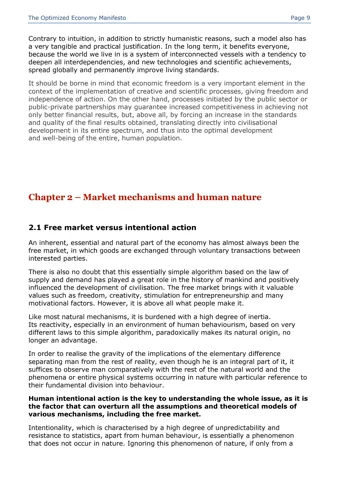 The Optimized Economy Manifesto Page 9
Contrary to intuition, in addition to strictly humanistic reasons, such a model also has
a very tangible and practical justification. In the long term, it benefits everyone,
because the world we live in is a system of interconnected vessels with a tendency to
deepen all interdependencies, and new technologies and scientific achievements,
spread globally and permanently improve living standards.
It should be borne in mind that economic freedom is a very important element in the
context of the implementation of creative and scientific processes, giving freedom and
independence of action. On the other hand, processes initiated by the public sector or
public-private partnerships may guarantee increased competitiveness in achieving not
only better financial results, but, above all, by forcing an increase in the standards
and quality of the final results obtained, translating directly into civilisational
development in its entire spectrum, and thus into the optimal development
and well-being of the entire, human population.
Chapter 2 – Market mechanisms and human nature
2.1 Free market versus intentional action
An inherent, essential and natural part of the economy has almost always been the
free market, in which goods are exchanged through voluntary transactions between
interested parties.
There is also no doubt that this essentially simple algorithm based on the law of
supply and demand has played a great role in the history of mankind and positively
influenced the development of civilisation. The free market brings with it valuable
values such as freedom, creativity, stimulation for entrepreneurship and many
motivational factors. However, it is above all what people make it.
Like most natural mechanisms, it is burdened with a high degree of inertia.
Its reactivity, especially in an environment of human behaviourism, based on very
different laws to this simple algorithm, paradoxically makes its natural origin, no
longer an advantage.
In order to realise the gravity of the implications of the elementary difference
separating man from the rest of reality, even though he is an integral part of it, it
suffices to observe man comparatively with the rest of the natural world and the
phenomena or entire physical systems occurring in nature with particular reference to
their fundamental division into behaviour.
Human intentional action is the key to understanding the whole issue, as it is
the factor that can overturn all the assumptions and theoretical models of
various mechanisms, including the free market.
Intentionality, which is characterised by a high degree of unpredictability and
resistance to statistics, apart from human behaviour, is essentially a phenomenon
that does not occur in nature. Ignoring this phenomenon of nature, if only from a